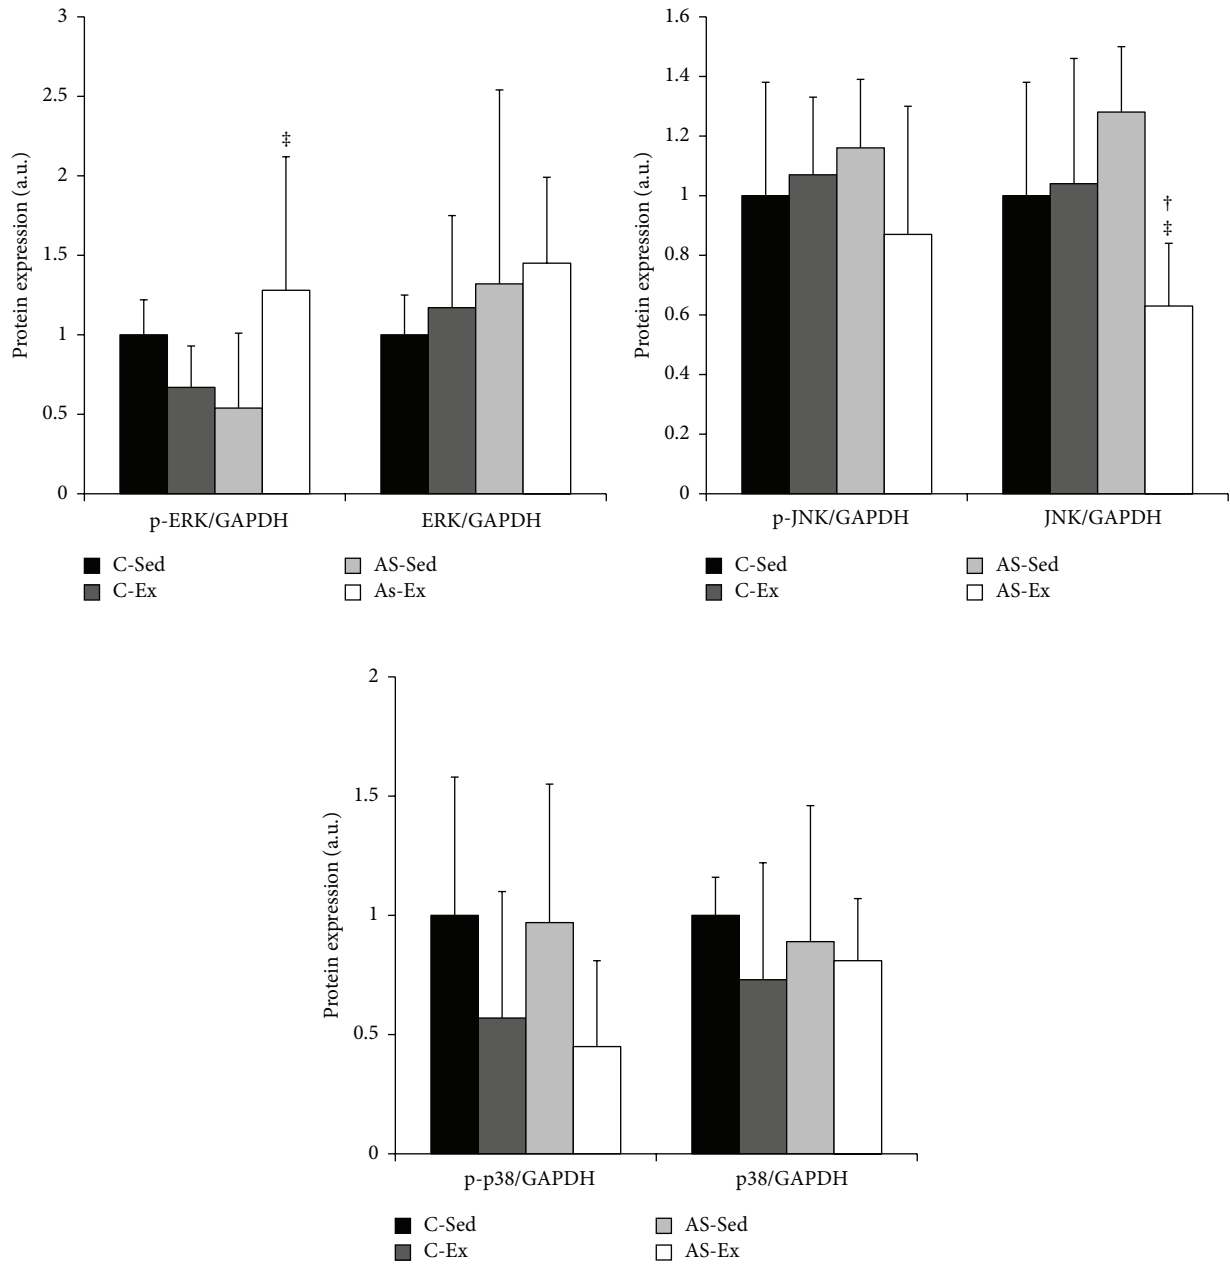 3
2.5
2
1.5
1
0.5
0
Protein expression (a.u.)
‡
p-ERK/GAPDH
ERK/GAPDH
C-Sed
AS-Sed
C-Ex
As-Ex
1.6
1.4
1.2
1
0.8
0.6
0.4
0.2
0
Protein expression (a.u.)
†
‡
p-JNK/GAPDH
JNK/GAPDH
C-Sed
AS-Sed
C-Ex
AS-Ex
2
1.5
1
0.5
0
Protein expression (a.u.)
p-p38/GAPDH
p38/GAPDH
C-Sed
AS-Sed
C-Ex
AS-Ex